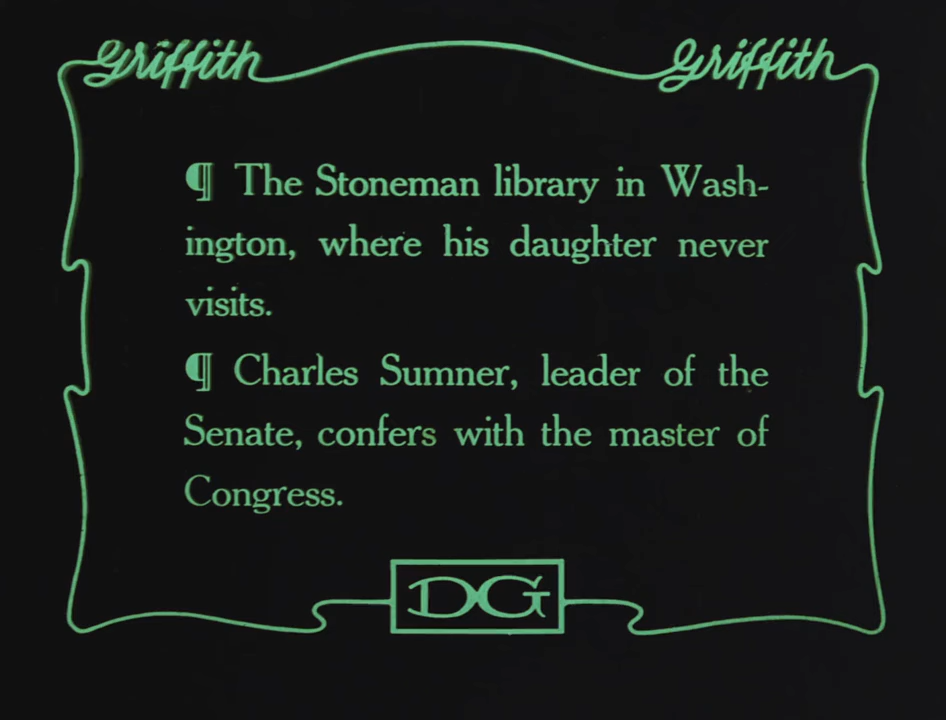 Griffith Griffith
¶ The Stoneman library in Wash-
ington, where his daughter never
visits.
¶ Charles Sumner, leader of the
Senate, confers with the master of
Congress.
DG